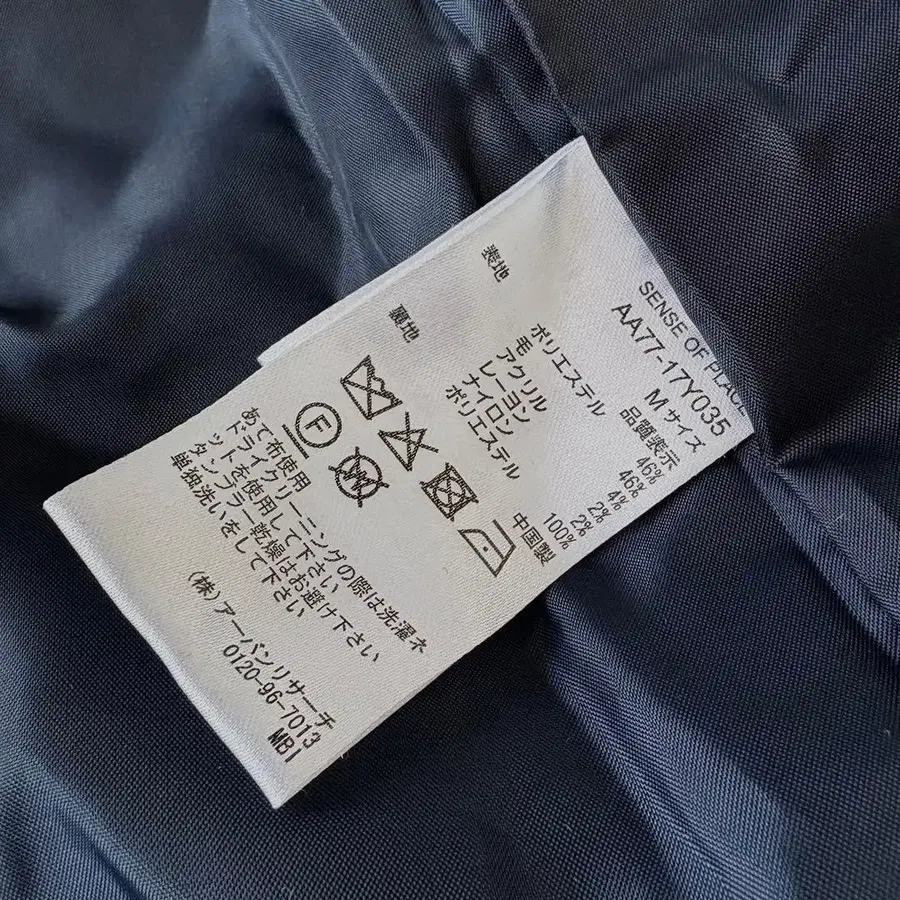 SENSE OF PLACE
AA77-17Y035
Mサイズ
品質表示
表地 ポリエステル 46%
毛 46%
アクリル 4%
レーヨン 2%
ナイロン 2%
裏地 ポリエステル 100%
中国製
F
あて布使用
ドライクリーニングの際は洗濯ネ
ットを使用して下さい
タンブラー乾燥はお避け下さい
単独洗いをして下さい
(株)アーバンリサーチ
0120-96-7013
MBI